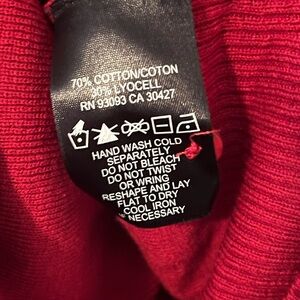 70% COTTON/COTON
30% LYOCELL
RN 93093 CA 30427
HAND WASH COLD
SEPARATELY
DO NOT BLEACH
DO NOT TWIST
OR WRING
RESHAPE AND LAY
FLAT TO DRY
COOL IRON
NECESSARY